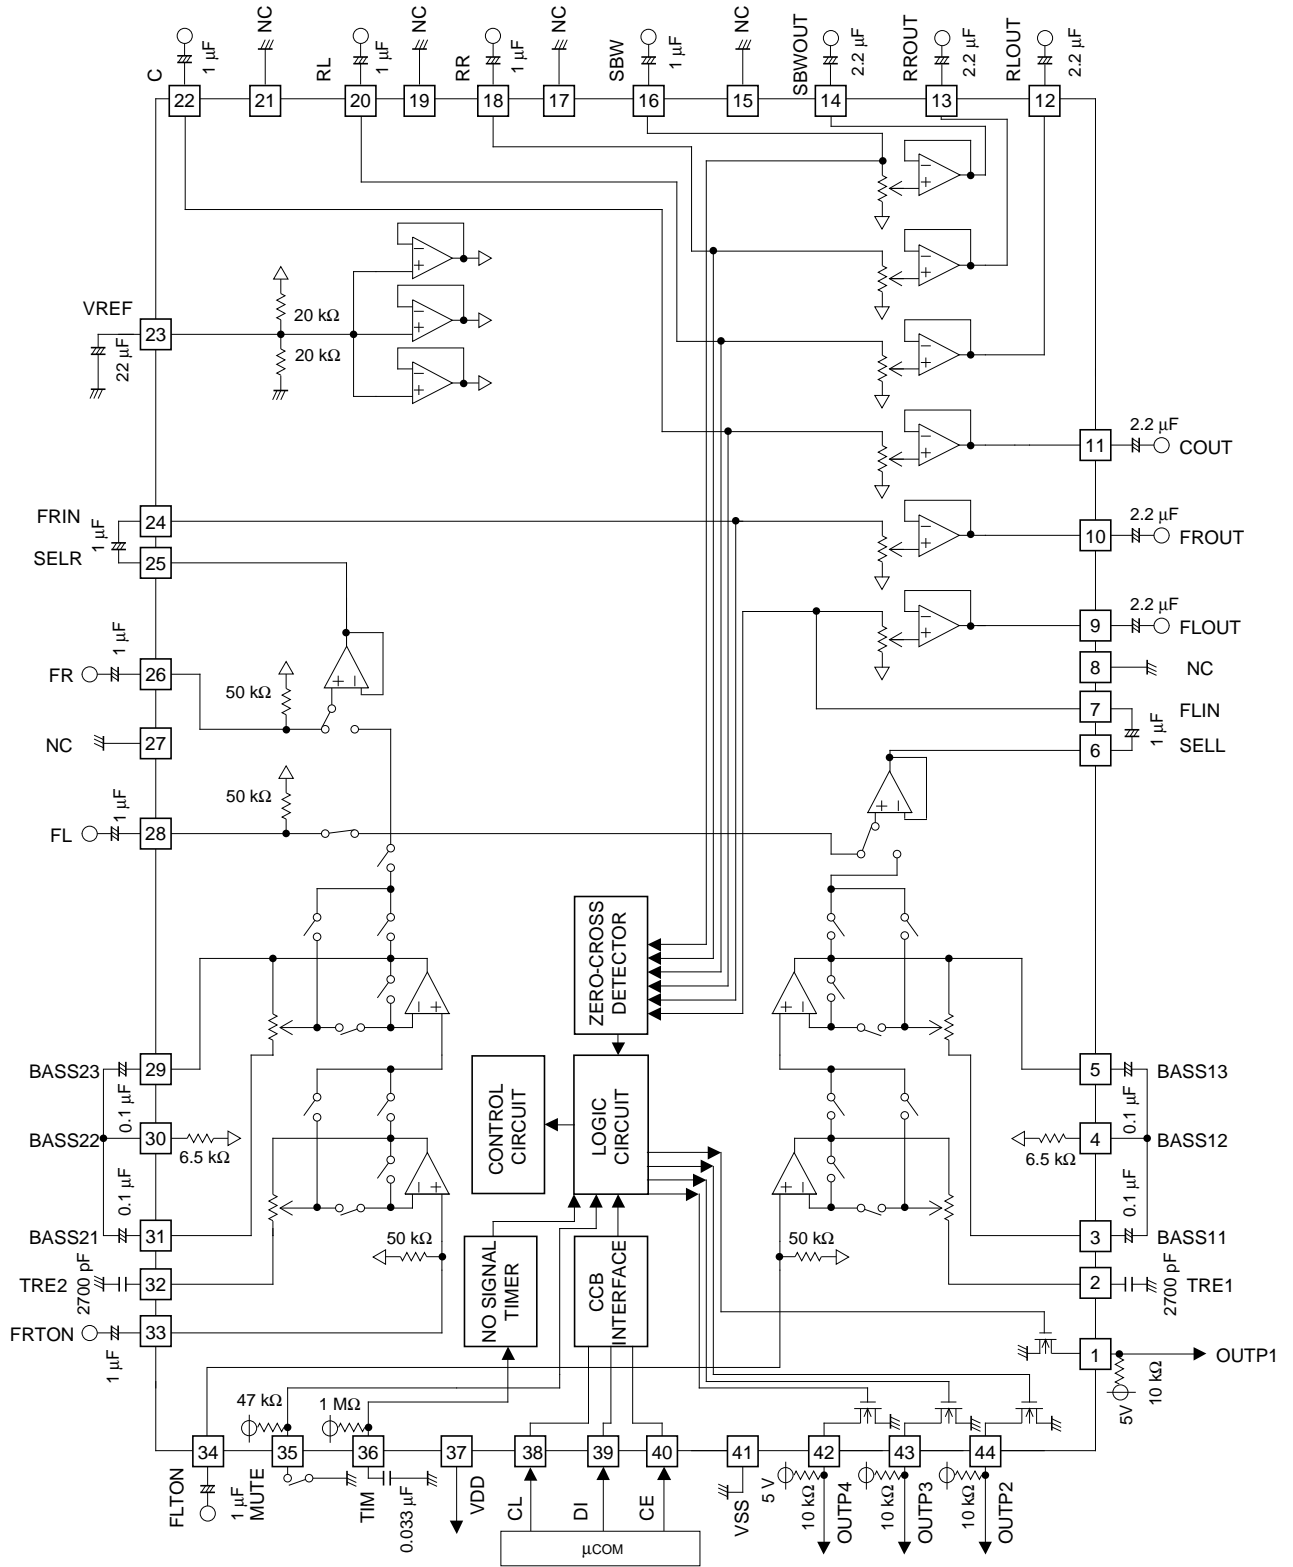 C
1 µF
NC
RL
1 µF
NC
RR
1 µF
NC
SBW
1 µF
NC
SBWOUT
2.2 µF
RROUT
2.2 µF
RLOUT
2.2 µF
22
21
20
19
18
17
16
15
14
13
12
VREF
23
22 µF
20 kΩ
20 kΩ
11
2.2 µF
COUT
FRIN
24
1 µF
SELR
25
10
2.2 µF
FROUT
9
2.2 µF
FLOUT
FR
1 µF
26
50 kΩ
8
NC
7
FLIN
1 µF
NC
27
6
SELL
50 kΩ
FL
1 µF
28
ZERO-CROSS
DETECTOR
BASS23
29
0.1 µF
BASS22
30
6.5 kΩ
0.1 µF
BASS21
31
CONTROL
CIRCUIT
LOGIC
CIRCUIT
5
BASS13
0.1 µF
6.5 kΩ
4
BASS12
0.1 µF
3
BASS11
50 kΩ
50 kΩ
TRE2
2700 pF
32
NO SIGNAL
TIMER
CCB
INTERFACE
2
2700 pF
TRE1
FRTON
1 µF
33
1
OUTP1
5V
10 kΩ
47 kΩ
1 MΩ
34
35
36
37
38
39
40
41
42
43
44
FLTON
1 µF
MUTE
TIM
0.033 µF
VDD
CL
DI
CE
VSS
5 V
10 kΩ
OUTP4
10 kΩ
OUTP3
10 kΩ
OUTP2
µCOM